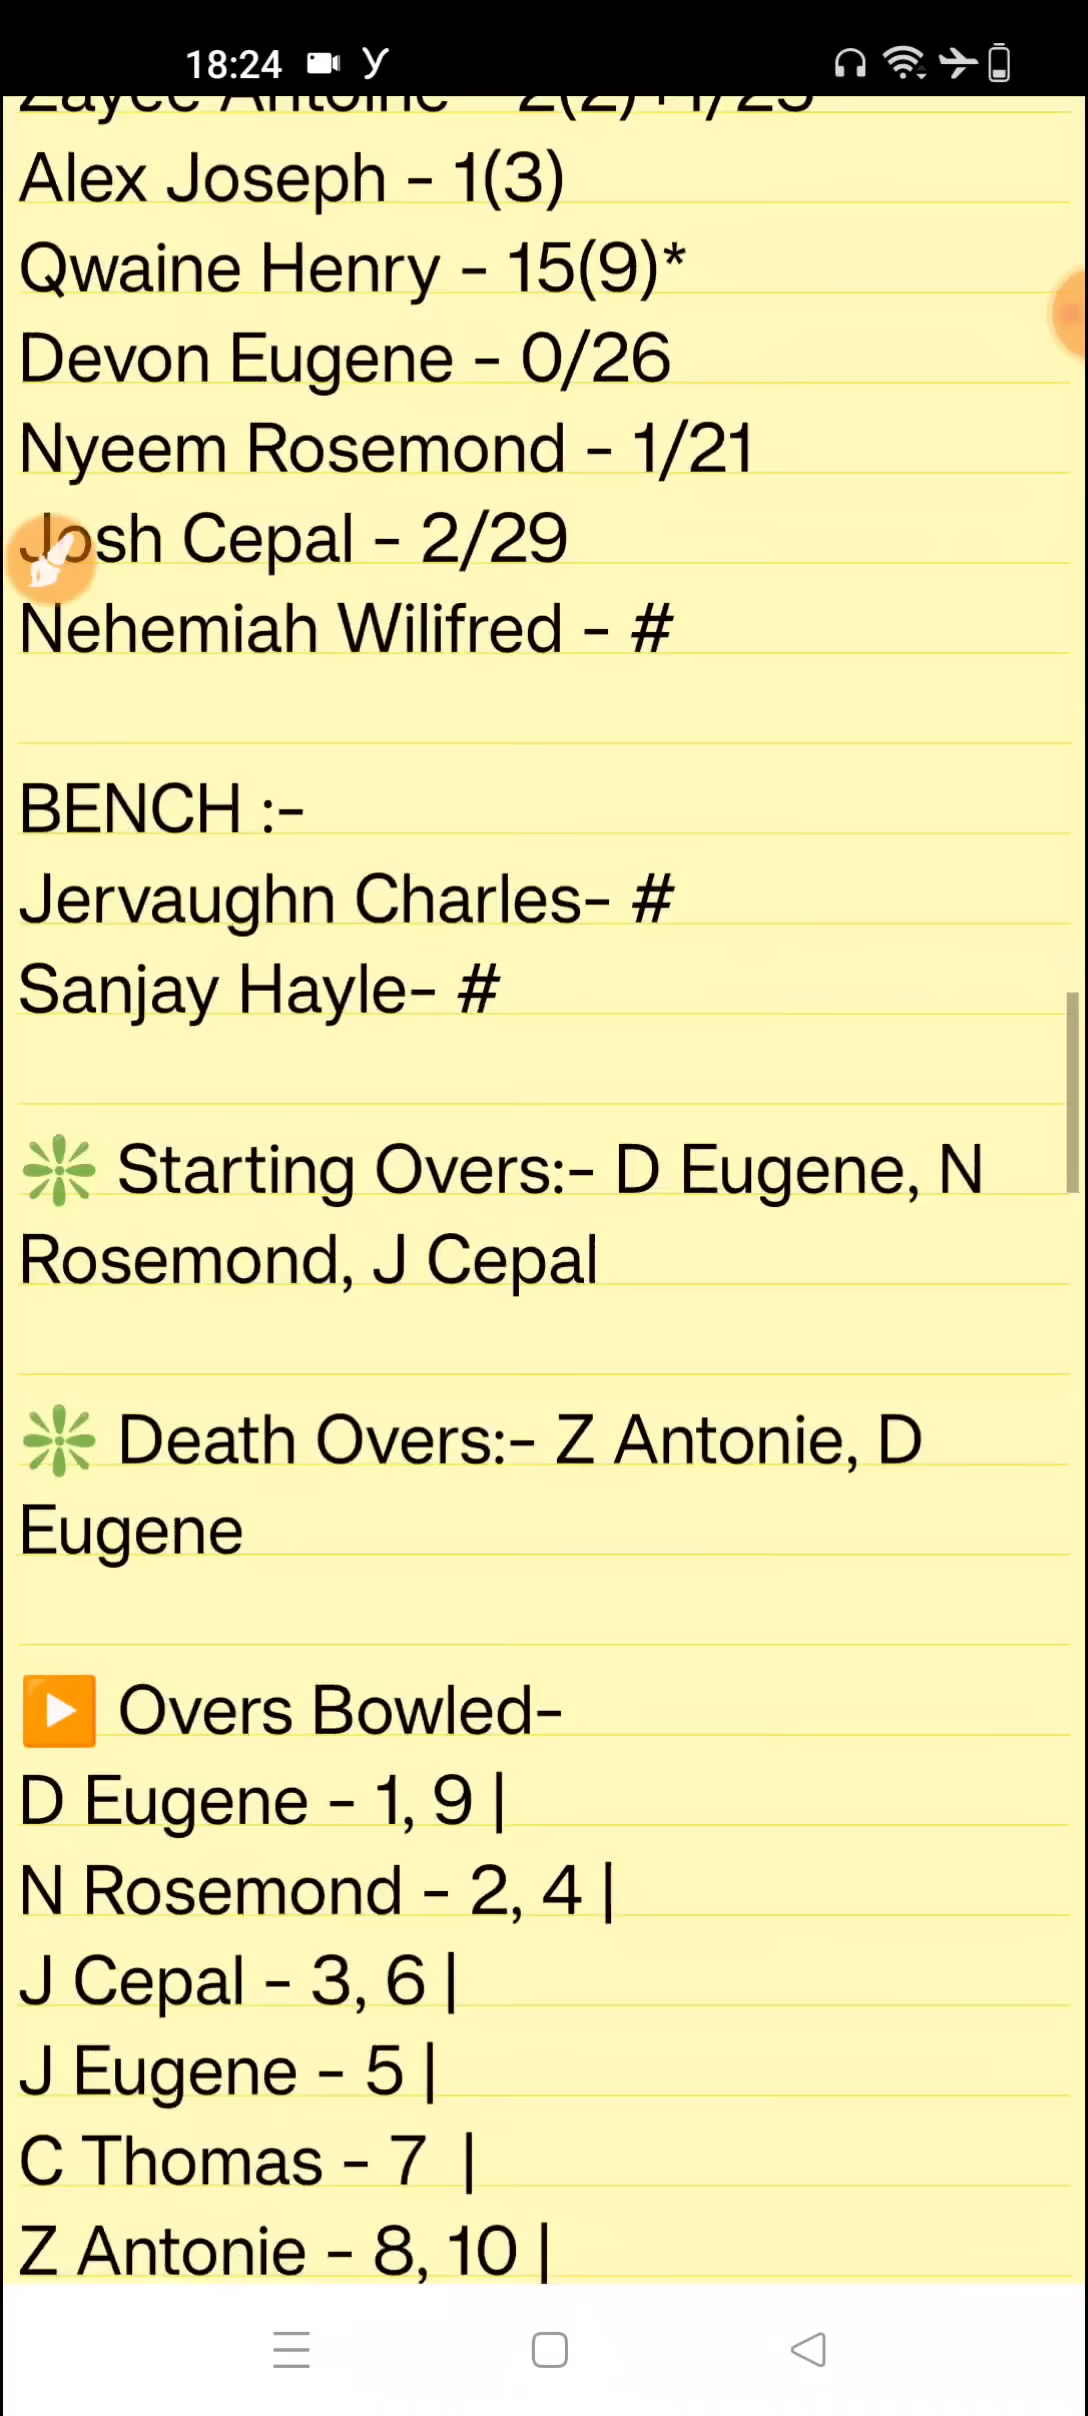 18:24
Alex Joseph - 1(3)
Qwaine Henry - 15(9)*
Devon Eugene - 0/26
Nyeem Rosemond - 1/21
Josh Cepal - 2/29
Nehemiah Wilifred - #
BENCH :-
Jervaughn Charles- #
Sanjay Hayle- #
Starting Overs:- D Eugene, N
Rosemond, J Cepal
Death Overs:- Z Antonie, D
Eugene
Overs Bowled-
D Eugene - 1, 9 |
N Rosemond - 2, 4 |
J Cepal - 3, 6 |
J Eugene - 5 |
C Thomas - 7 |
Z Antonie - 8, 10 |